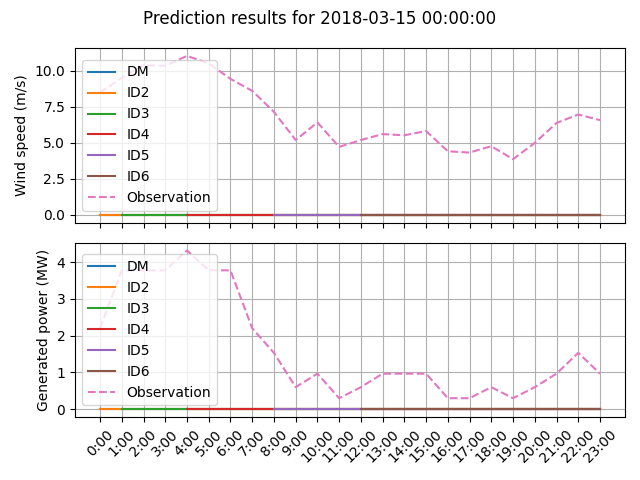 Prediction results for 2018-03-15 00:00:00
Wind speed (m/s)
10.0
7.5
5.0
2.5
0.0
DM
ID2
ID3
ID4
ID5
ID6
Observation
Generated power (MW)
4
3
2
1
0
DM
ID2
ID3
ID4
ID5
ID6
Observation
0:00 1:00 2:00 3:00 4:00 5:00 6:00 7:00 8:00 9:00 10:00 11:00 12:00 13:00 14:00 15:00 16:00 17:00 18:00 19:00 20:00 21:00 22:00 23:00